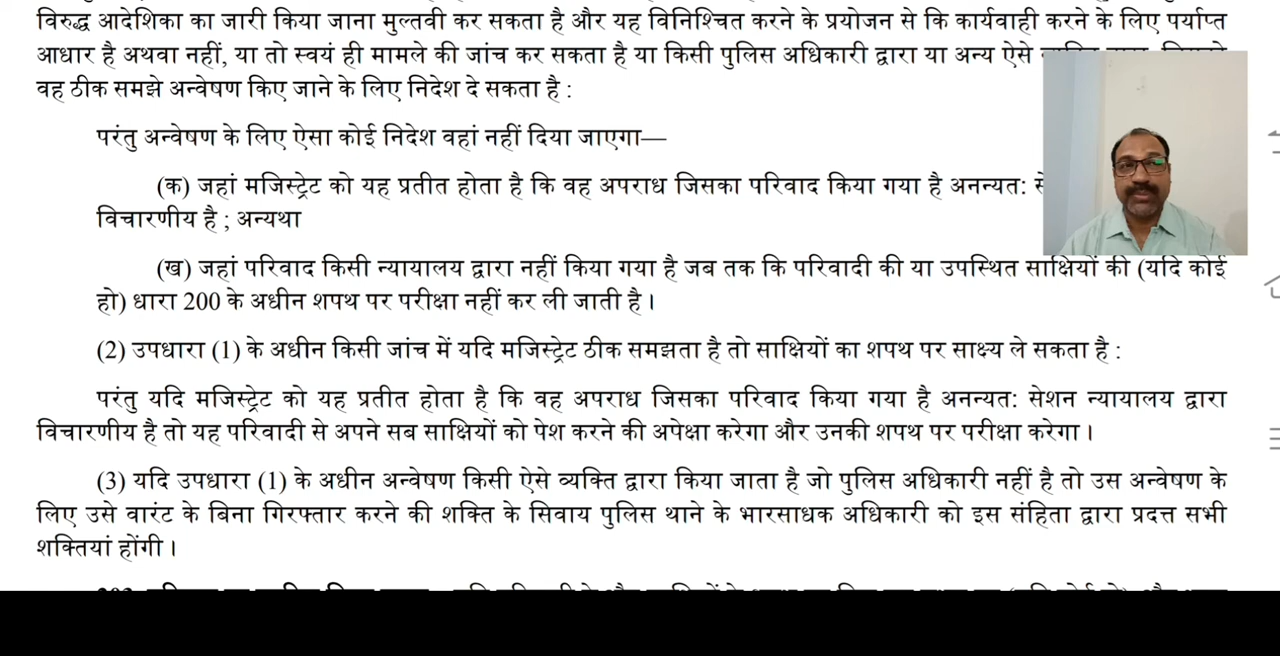 विरुद्ध आदेशिका का जारी किया जाना मुल्तवी कर सकता है और यह विनिश्चित करने के प्रयोजन से कि कार्यवाही करने के लिए पर्याप्त
आधार है अथवा नहीं, या तो स्वयं ही मामले की जांच कर सकता है या किसी पुलिस अधिकारी द्वारा या अन्य ऐसे
वह ठीक समझे अन्वेषण किए जाने के लिए निदेश दे सकता है :
परंतु अन्वेषण के लिए ऐसा कोई निदेश वहां नहीं दिया जाएगा—
(क) जहां मजिस्ट्रेट को यह प्रतीत होता है कि वह अपराध जिसका परिवाद किया गया है अनन्यत:
विचारणीय है ; अन्यथा
(ख) जहां परिवाद किसी न्यायालय द्वारा नहीं किया गया है जब तक कि परिवादी की या उपस्थित साक्षियों की (यदि कोई
हो) धारा 200 के अधीन शपथ पर परीक्षा नहीं कर ली जाती है ।
(2) उपधारा (1) के अधीन किसी जांच में यदि मजिस्ट्रेट ठीक समझता है तो साक्षियों का शपथ पर साक्ष्य ले सकता है :
परंतु यदि मजिस्ट्रेट को यह प्रतीत होता है कि वह अपराध जिसका परिवाद किया गया है अनन्यत: सेशन न्यायालय द्वारा
विचारणीय है तो यह परिवादी से अपने सब साक्षियों को पेश करने की अपेक्षा करेगा और उनकी शपथ पर परीक्षा करेगा ।
(3) यदि उपधारा (1) के अधीन अन्वेषण किसी ऐसे व्यक्ति द्वारा किया जाता है जो पुलिस अधिकारी नहीं है तो उस अन्वेषण के
लिए उसे वारंट के बिना गिरफ्तार करने की शक्ति के सिवाय पुलिस थाने के भारसाधक अधिकारी को इस संहिता द्वारा प्रदत्त सभी
शक्तियां होंगी ।